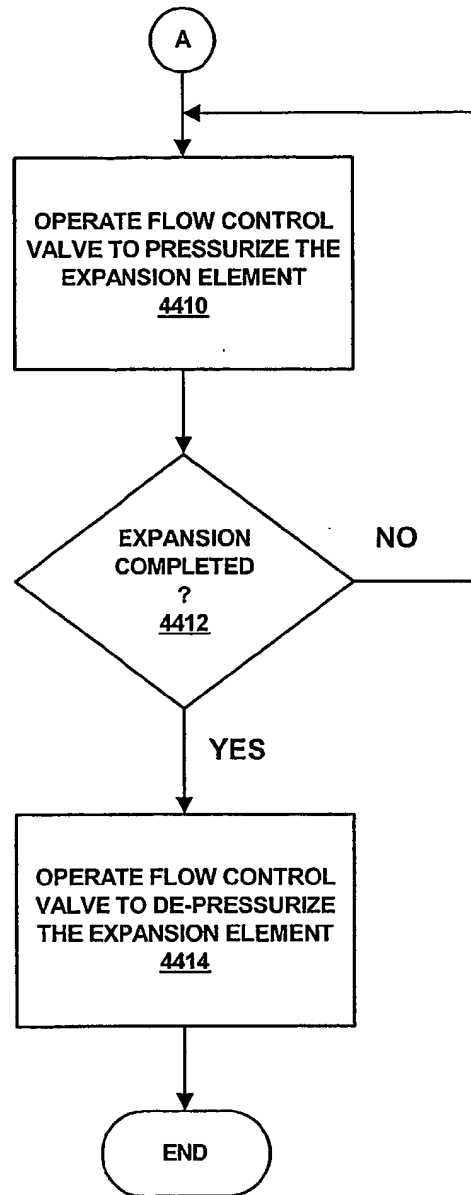 A
OPERATE FLOW CONTROL
VALVE TO PRESSURIZE THE
EXPANSION ELEMENT
4410
EXPANSION
COMPLETED
?
4412
NO
YES
OPERATE FLOW CONTROL
VALVE TO DE-PRESSURIZE
THE EXPANSION ELEMENT
4414
END